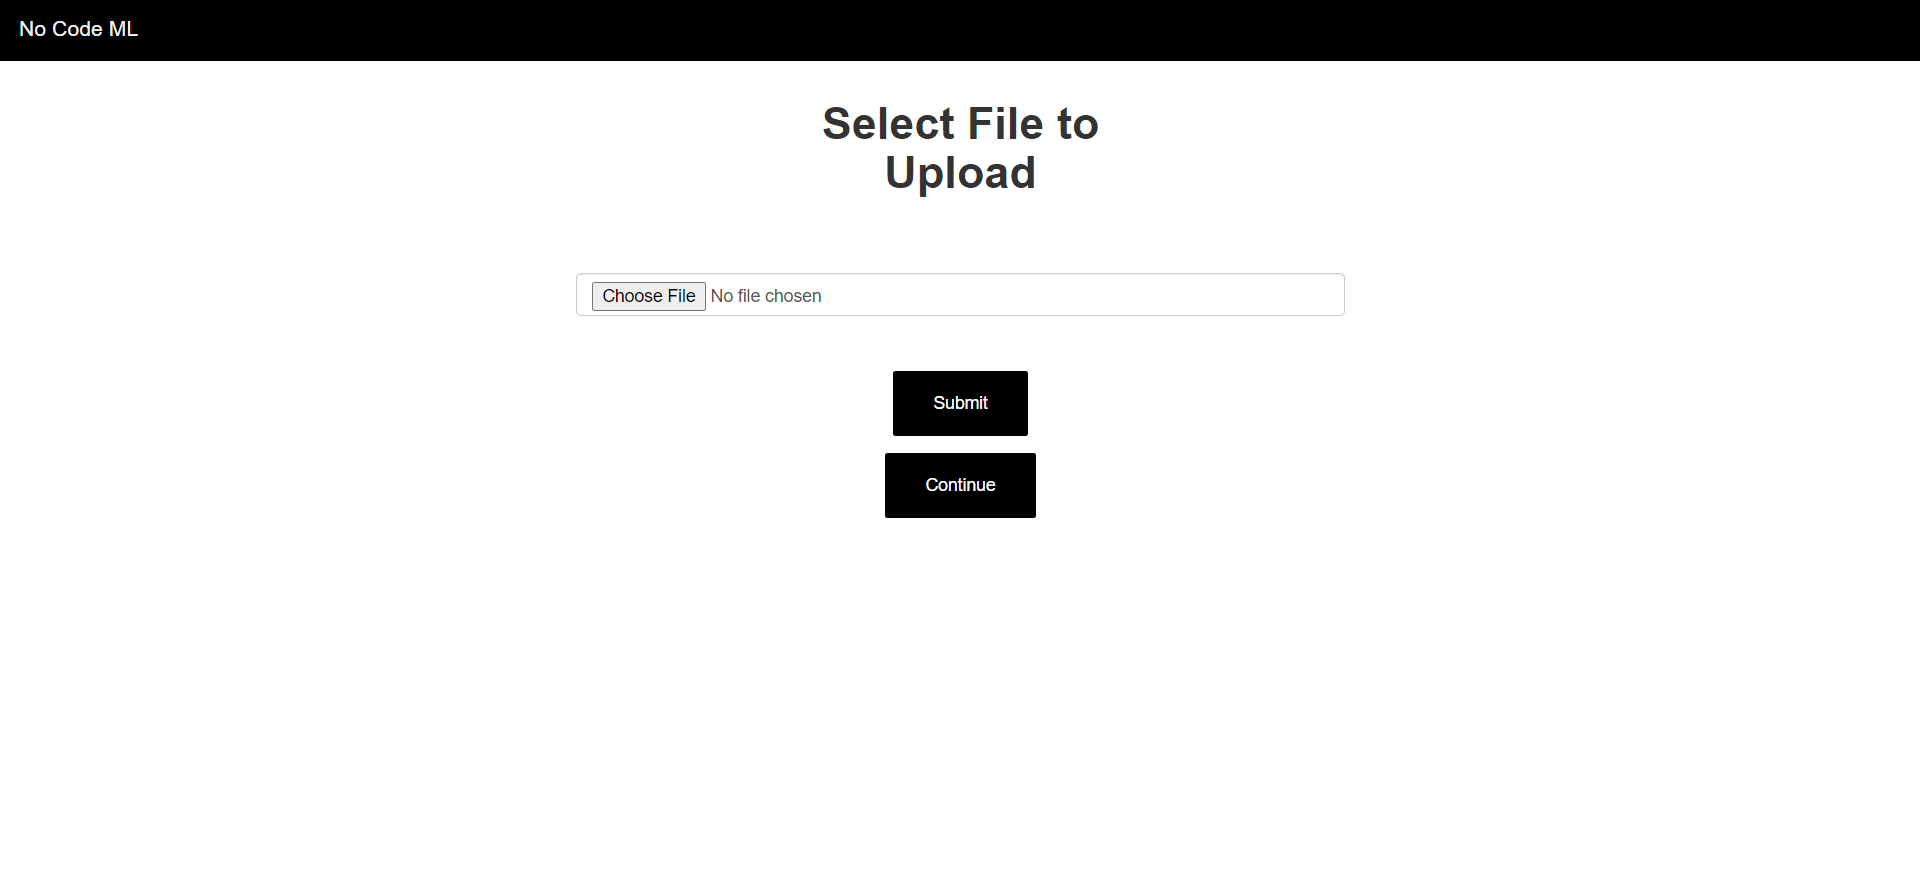 No Code ML
Select File to
Upload
Choose File No file chosen
Submit
Continue